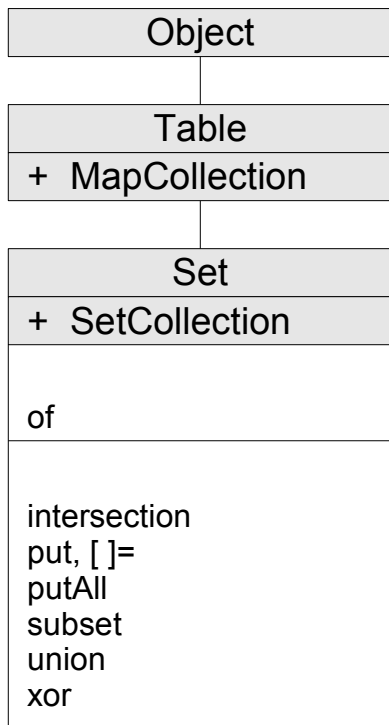 Object
Table
+ MapCollection
Set
+ SetCollection
of
intersection
put, [ ]=
putAll
subset
union
xor